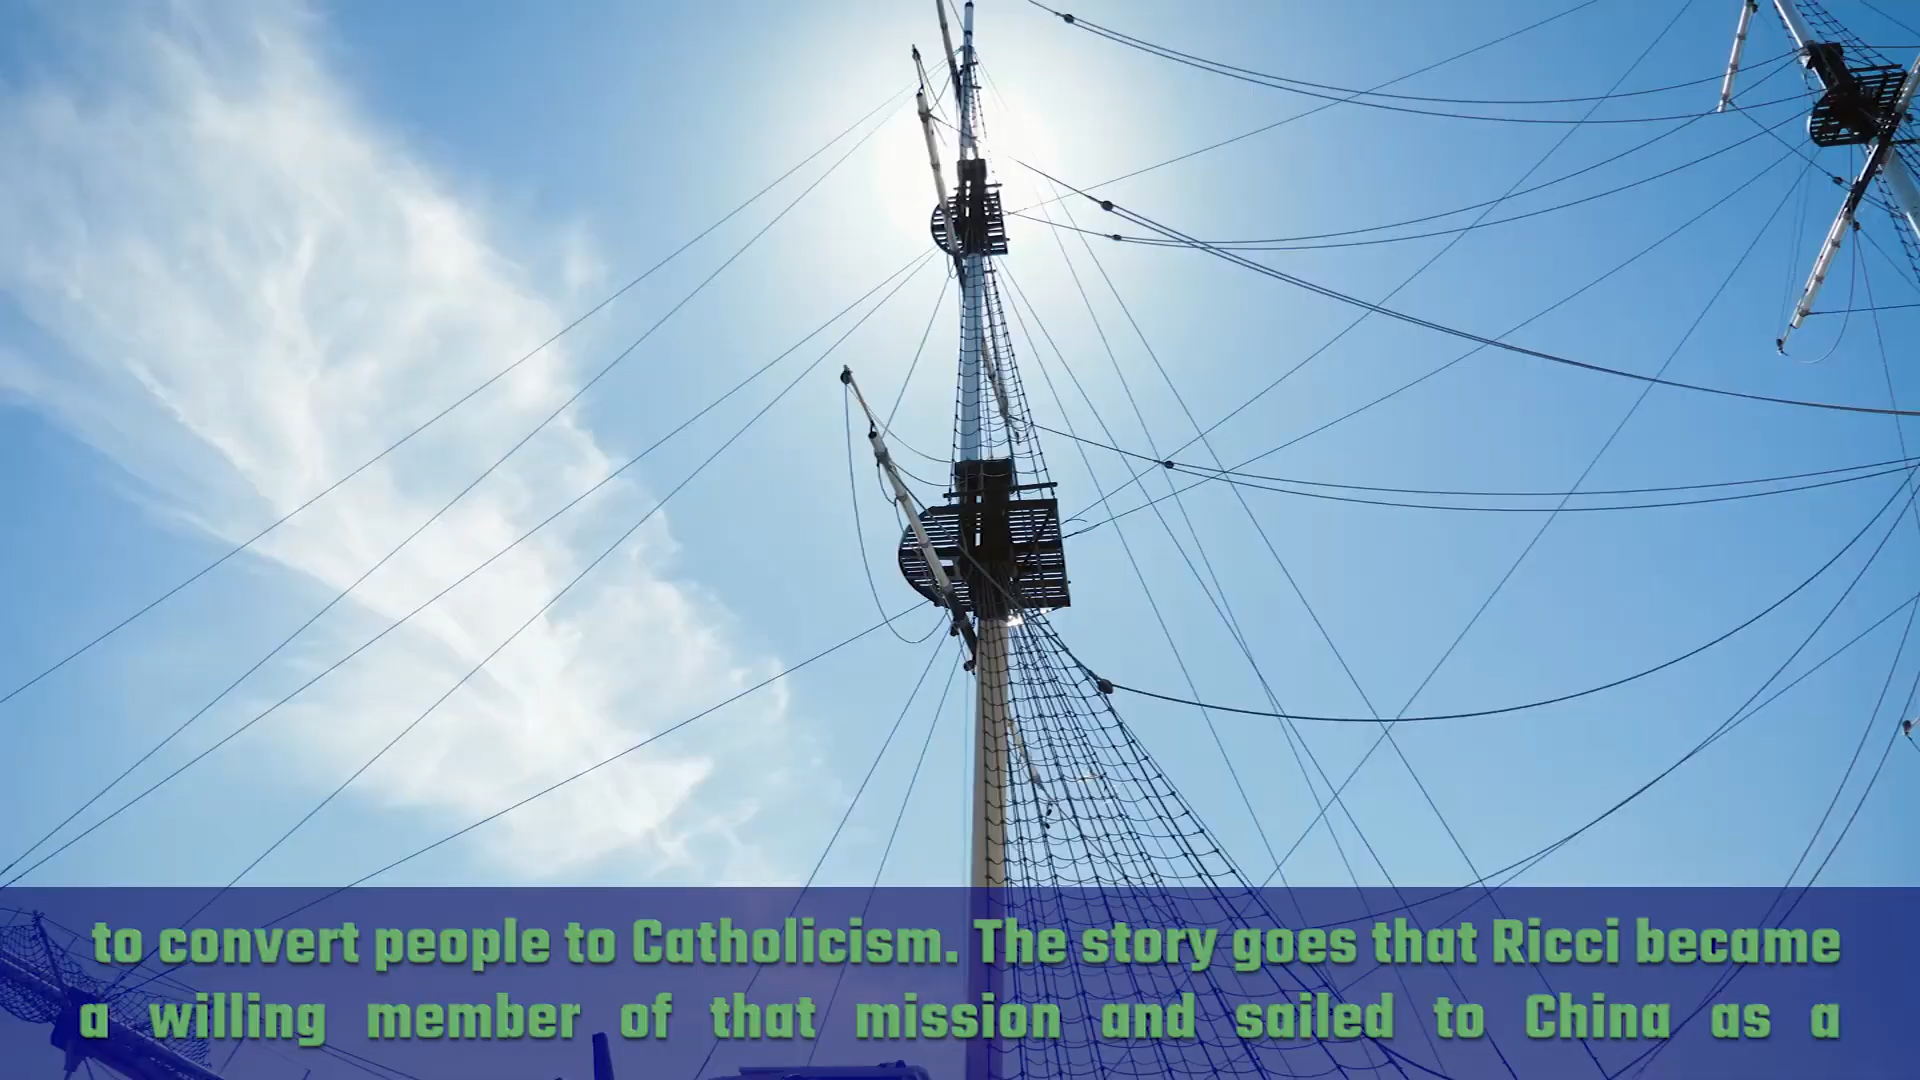 to convert people to Catholicism. The story goes that Ricci became
a willing member of that mission and sailed to China as a